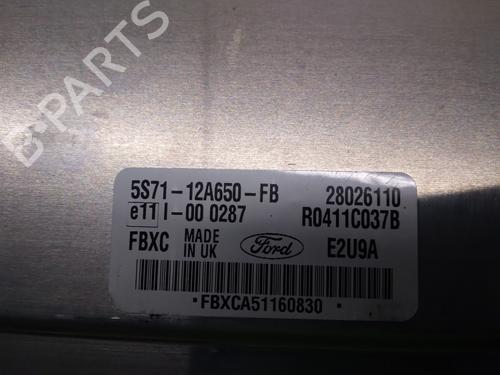 B-PARTS
5S71-12A650-FB 28026110
e11 I-00 0287 R0411C037B
FBXC MADE IN UK Ford E2U9A
*FBXCA51160830*